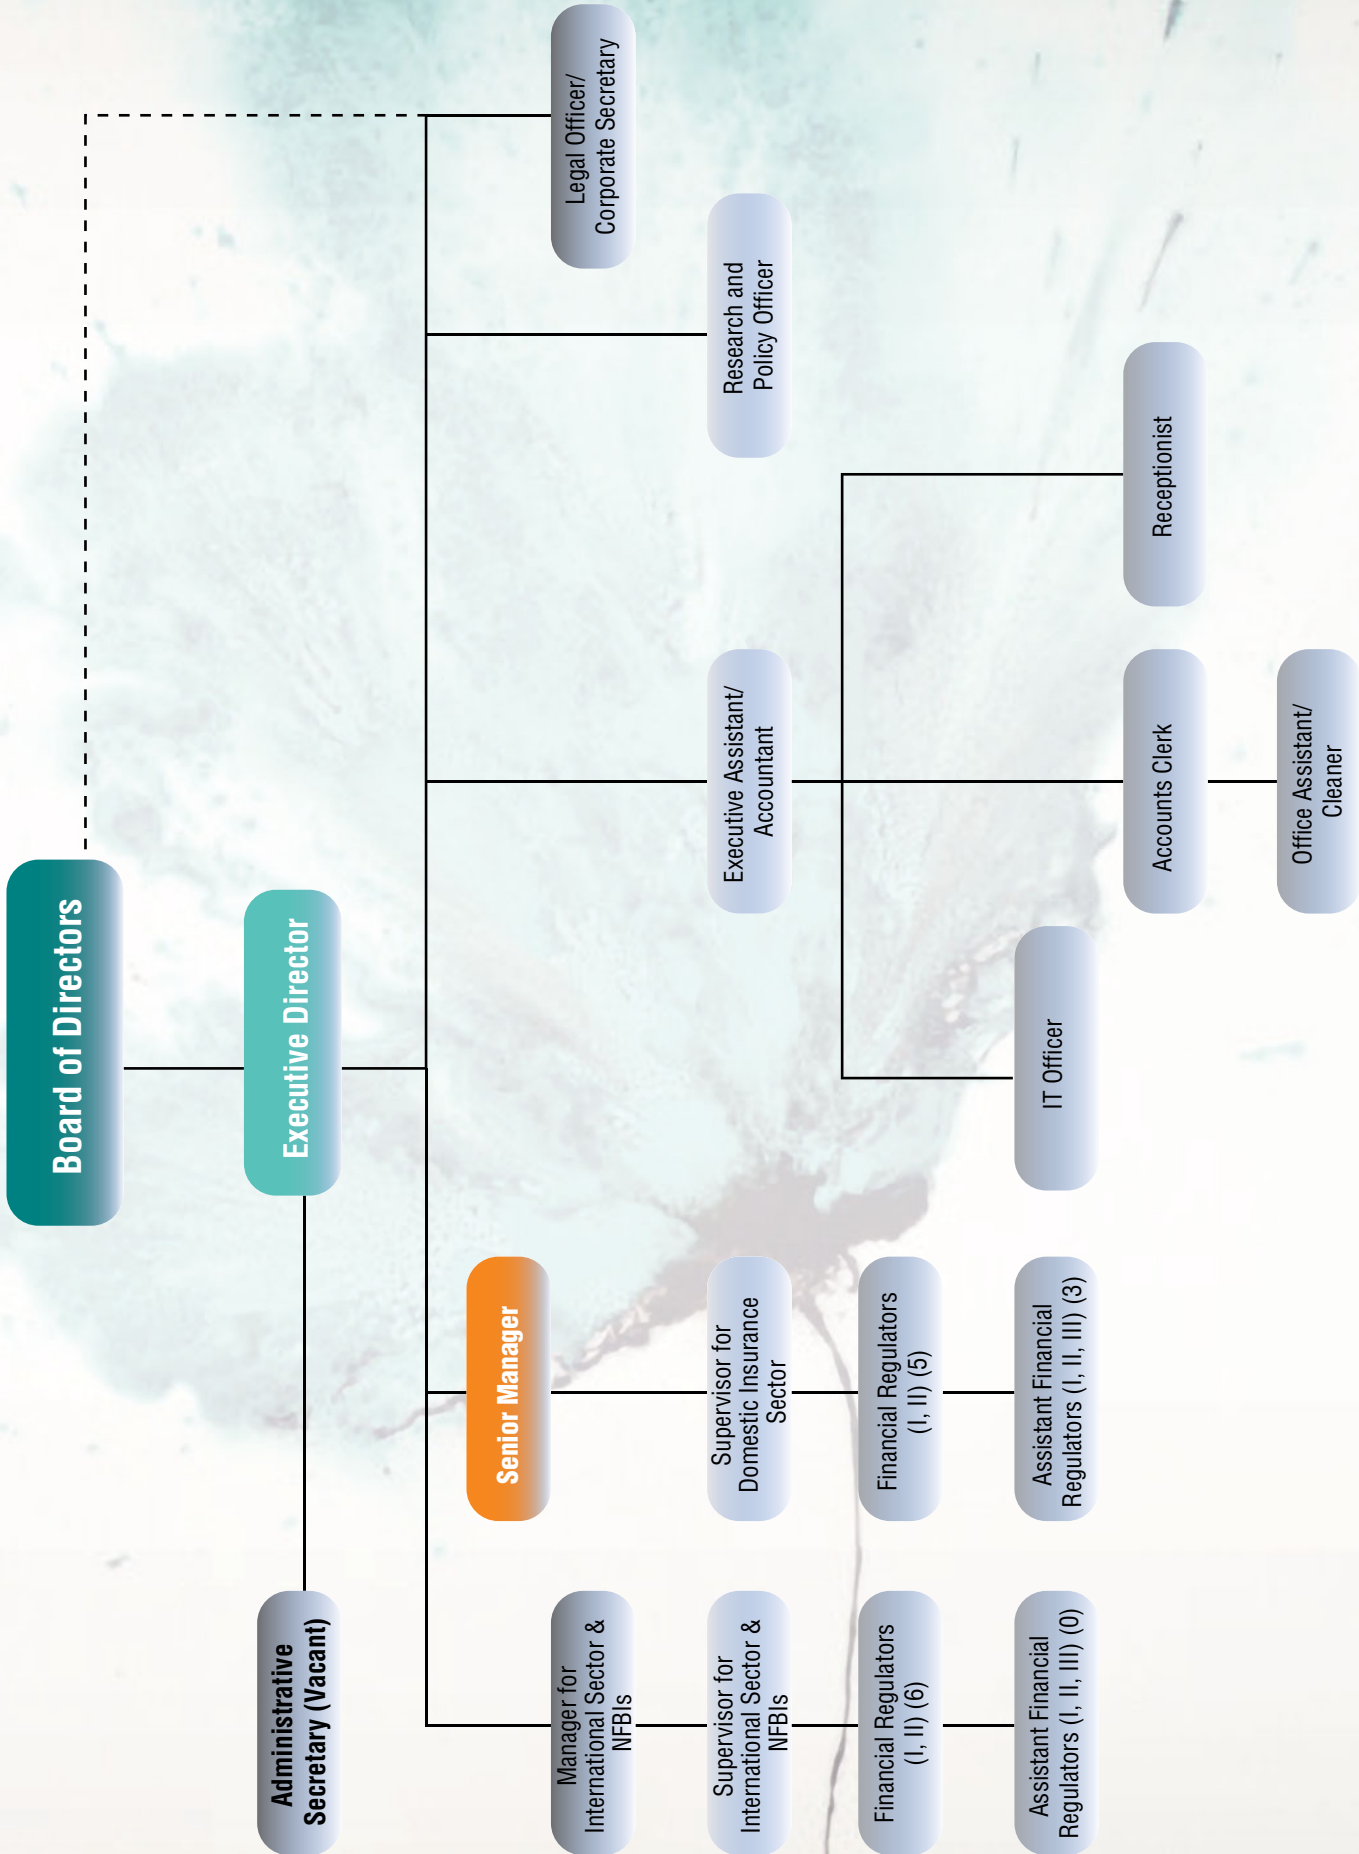 Board of Directors
Executive Director
Administrative
Secretary (Vacant)
Senior Manager
Manager for
International Sector &
NFBIs
Legal Officer/
Corporate Secretary
Supervisor for
International Sector &
NFBIs
Supervisor for
Domestic Insurance
Sector
Executive Assistant/
Accountant
Research and
Policy Officer
Financial Regulators
(I, II) (6)
Financial Regulators
(I, II) (5)
Assistant Financial
Regulators (I, II, III) (0)
Assistant Financial
Regulators (I, II, III) (3)
IT Officer
Accounts Clerk
Receptionist
Office Assistant/
Cleaner